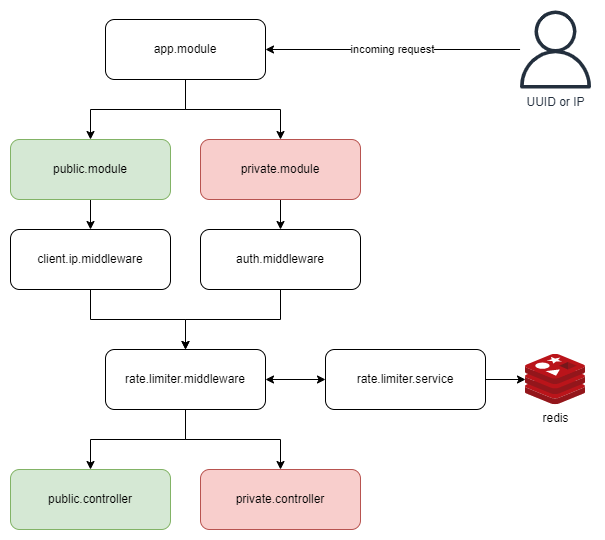 app.module
incoming request
UUID or IP
public.module
private.module
client.ip.middleware
auth.middleware
rate.limiter.middleware
rate.limiter.service
redis
public.controller
private.controller